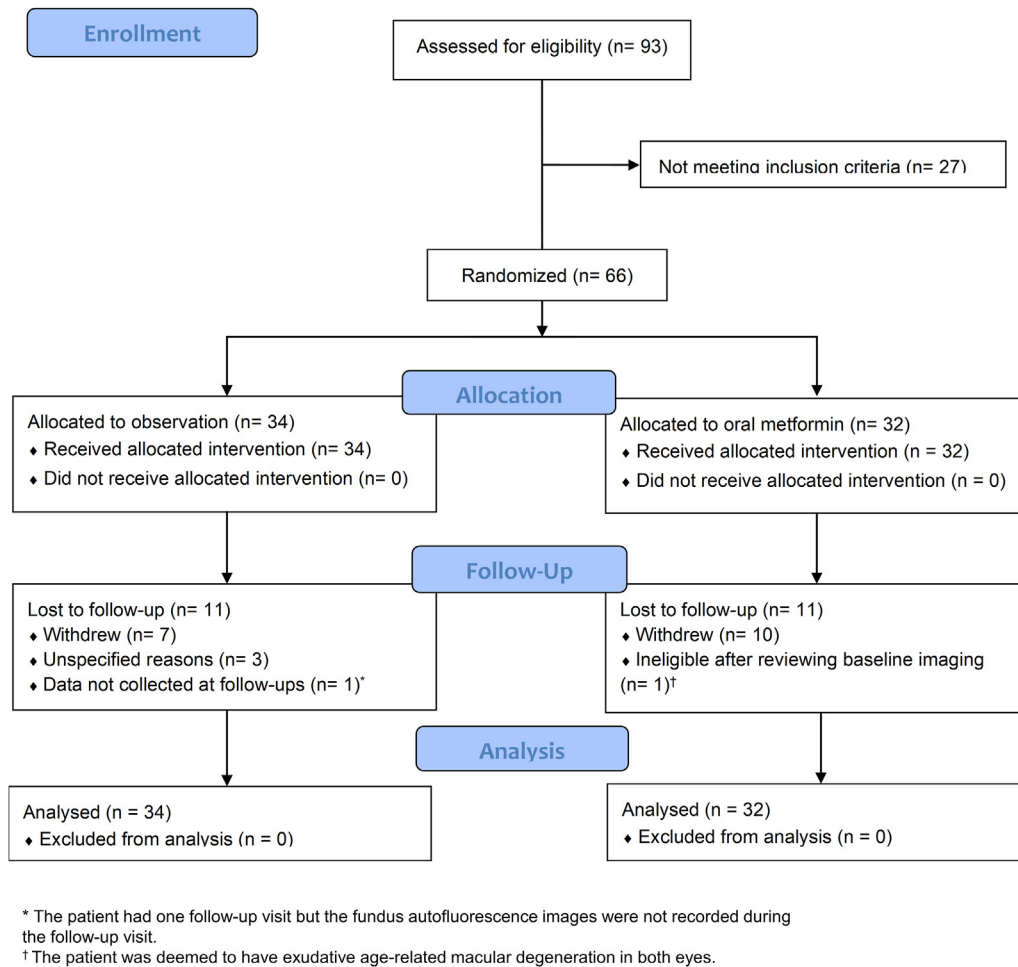 Enrollment
Assessed for eligibility (n= 93)
Not meeting inclusion criteria (n= 27)
Randomized (n= 66)
Allocation
Allocated to observation (n= 34)
♦ Received allocated intervention (n= 34)
♦ Did not receive allocated intervention (n= 0)
Allocated to oral metformin (n= 32)
♦ Received allocated intervention (n = 32)
♦ Did not receive allocated intervention (n = 0)
Follow-Up
Lost to follow-up (n= 11)
♦ Withdrew (n= 7)
♦ Unspecified reasons (n= 3)
♦ Data not collected at follow-ups (n= 1)*
Lost to follow-up (n= 11)
♦ Withdrew (n= 10)
♦ Ineligible after reviewing baseline imaging
(n= 1)†
Analysis
Analysed (n = 34)
♦ Excluded from analysis (n = 0)
Analysed (n = 32)
♦ Excluded from analysis (n = 0)
* The patient had one follow-up visit but the fundus autofluorescence images were not recorded during
the follow-up visit.
† The patient was deemed to have exudative age-related macular degeneration in both eyes.